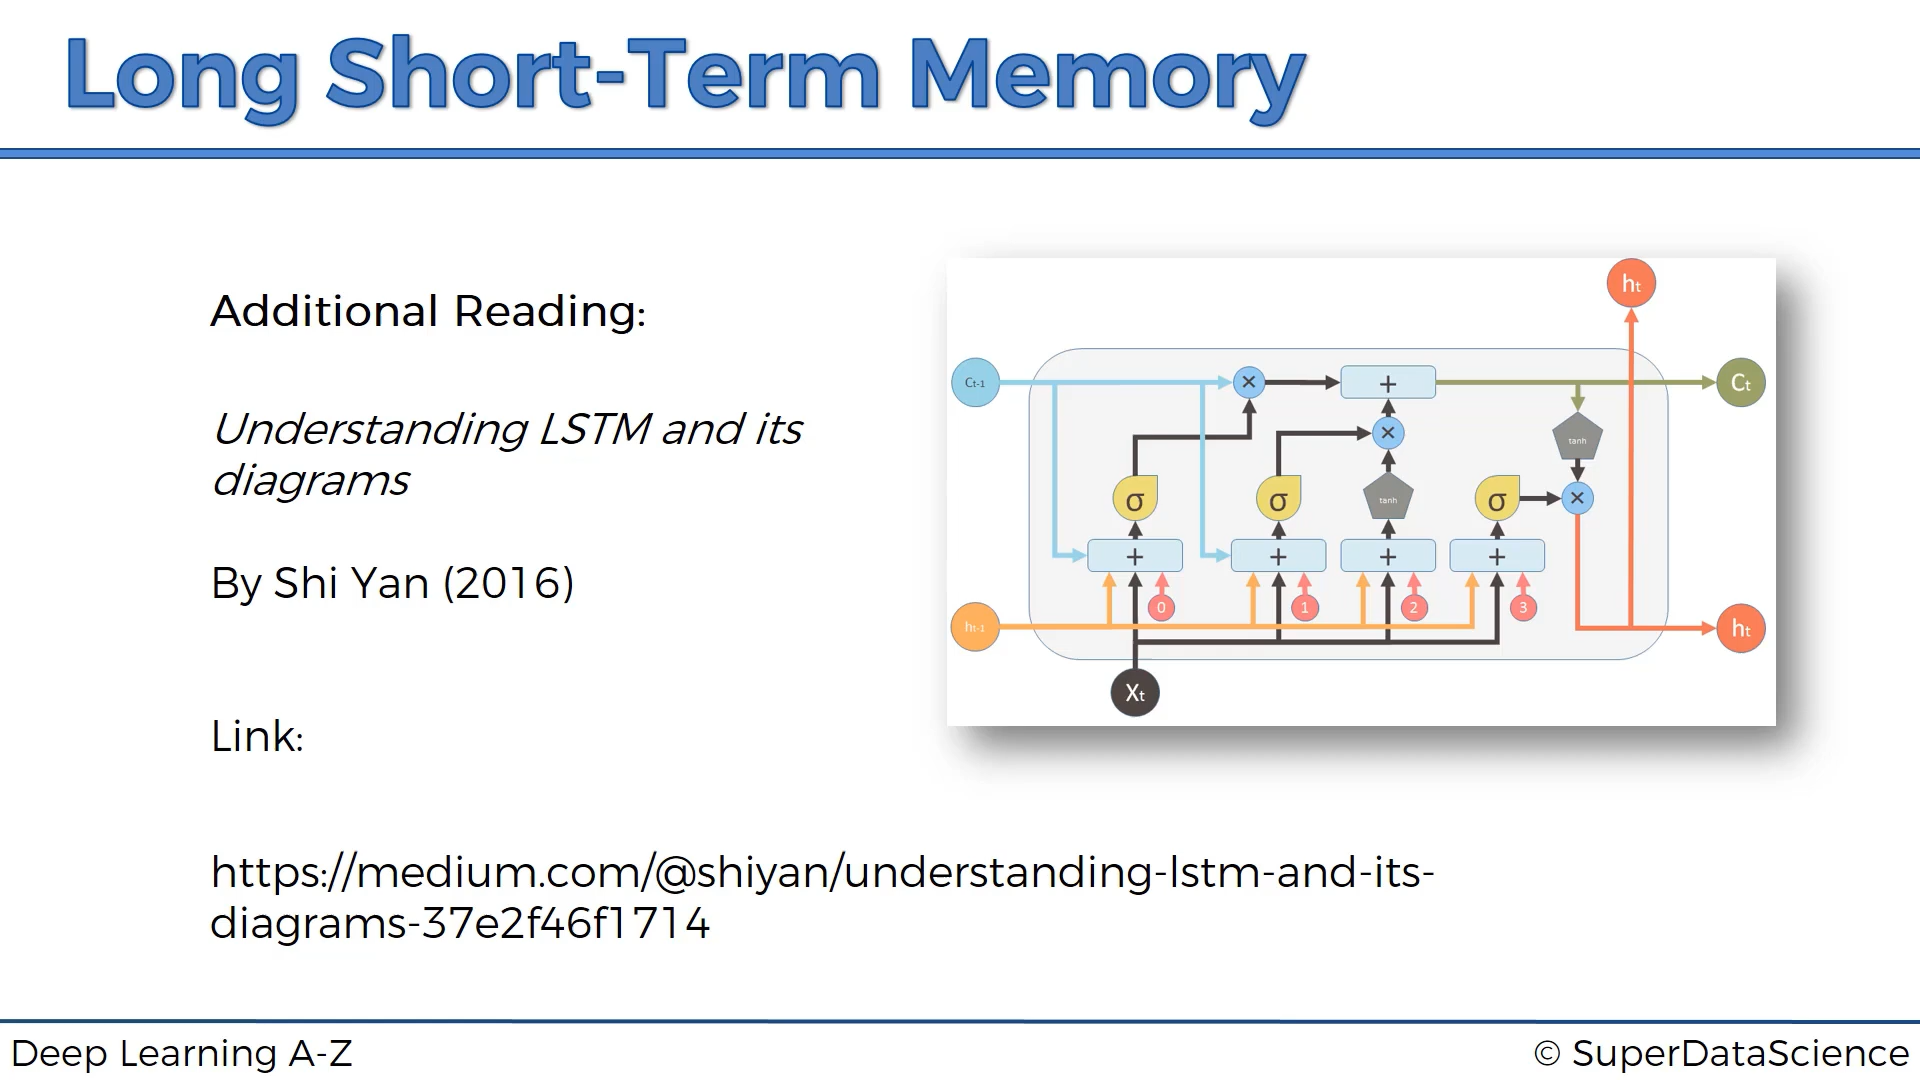 Long Short-Term Memory
Additional Reading:
Understanding LSTM and its
diagrams
By Shi Yan (2016)
Link:
https://medium.com/@shiyan/understanding-lstm-and-its-
diagrams-37e2f46f1714
ht
Ct-1
×
+
Ct
×
tanh
σ
σ
tanh
σ
×
+
+
+
+
0
1
2
3
ht-1
ht
Xt
Deep Learning A-Z
© SuperDataScience